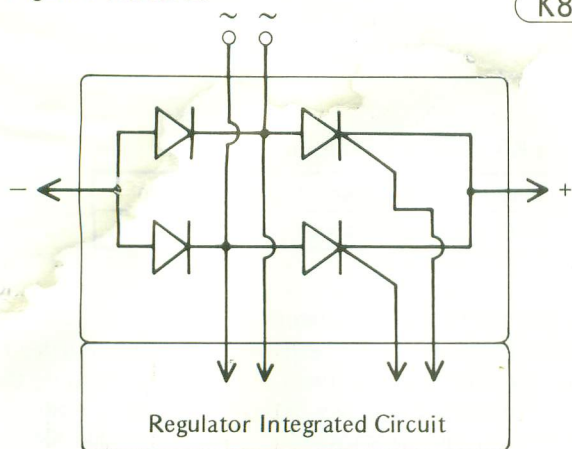 K8
~ ~
− +
Regulator Integrated Circuit